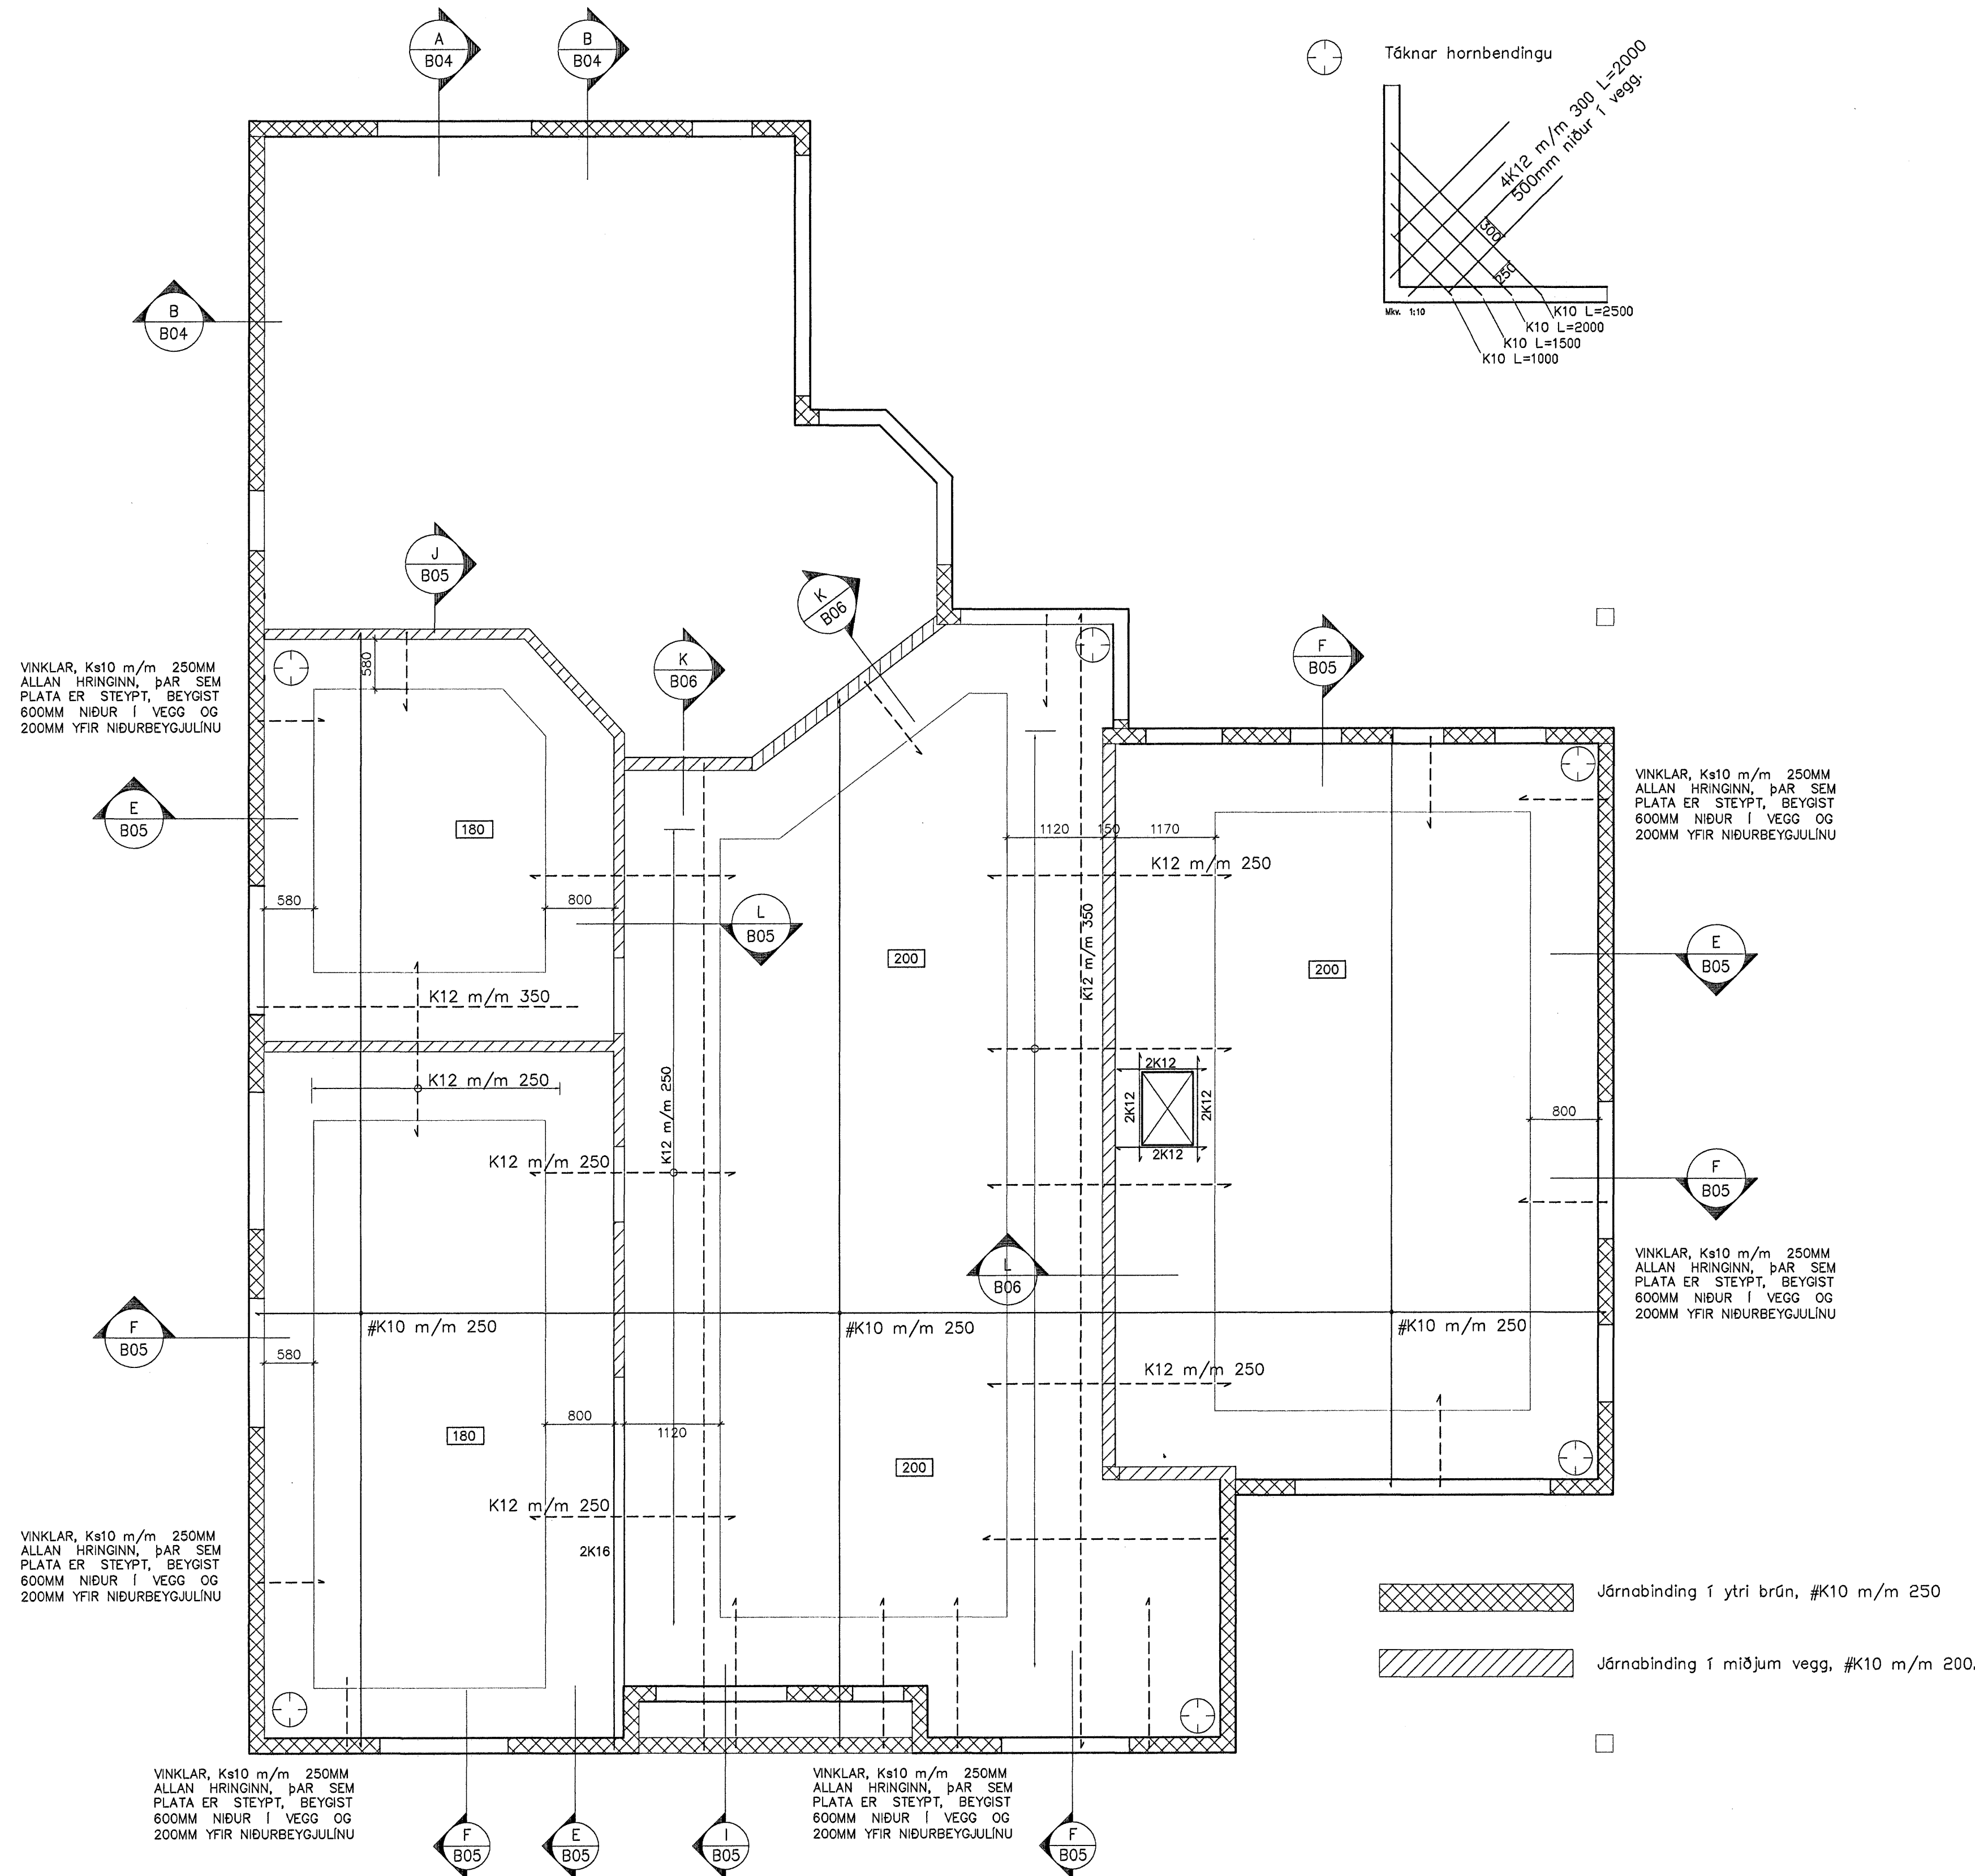 A
B04
B
B04
Táknar hornbendingu
4K12 m/m 300 L=2000
500mm niður í vegg.
300
250
Mkv. 1:10
K10 L=2500
K10 L=2000
K10 L=1500
K10 L=1000
B
B04
J
B05
K
B06
K
B06
F
B05
580
VINKLAR, Ks10 m/m 250MM
ALLAN HRINGINN, ÞAR SEM
PLATA ER STEYPT, BEYGIST
600MM NIÐUR Í VEGG OG
200MM YFIR NIÐURBEYGJULÍNU
VINKLAR, Ks10 m/m 250MM
ALLAN HRINGINN, ÞAR SEM
PLATA ER STEYPT, BEYGIST
600MM NIÐUR Í VEGG OG
200MM YFIR NIÐURBEYGJULÍNU
E
B05
180
1120
150
1170
K12 m/m 250
580
800
L
B05
K12 m/m 350
200
200
E
B05
K12 m/m 350
K12 m/m 250
K12 m/m 250
2K12
2K12
2K12
2K12
800
K12 m/m 250
F
B05
L
B06
VINKLAR, Ks10 m/m 250MM
ALLAN HRINGINN, ÞAR SEM
PLATA ER STEYPT, BEYGIST
600MM NIÐUR Í VEGG OG
200MM YFIR NIÐURBEYGJULÍNU
F
B05
#K10 m/m 250
#K10 m/m 250
#K10 m/m 250
580
K12 m/m 250
800
1120
180
200
K12 m/m 250
2K16
VINKLAR, Ks10 m/m 250MM
ALLAN HRINGINN, ÞAR SEM
PLATA ER STEYPT, BEYGIST
600MM NIÐUR Í VEGG OG
200MM YFIR NIÐURBEYGJULÍNU
Járnabinding í ytri brún, #K10 m/m 250
Járnabinding í miðjum vegg, #K10 m/m 200.
VINKLAR, Ks10 m/m 250MM
ALLAN HRINGINN, ÞAR SEM
PLATA ER STEYPT, BEYGIST
600MM NIÐUR Í VEGG OG
200MM YFIR NIÐURBEYGJULÍNU
VINKLAR, Ks10 m/m 250MM
ALLAN HRINGINN, ÞAR SEM
PLATA ER STEYPT, BEYGIST
600MM NIÐUR Í VEGG OG
200MM YFIR NIÐURBEYGJULÍNU
F
B05
E
B05
I
B05
F
B05